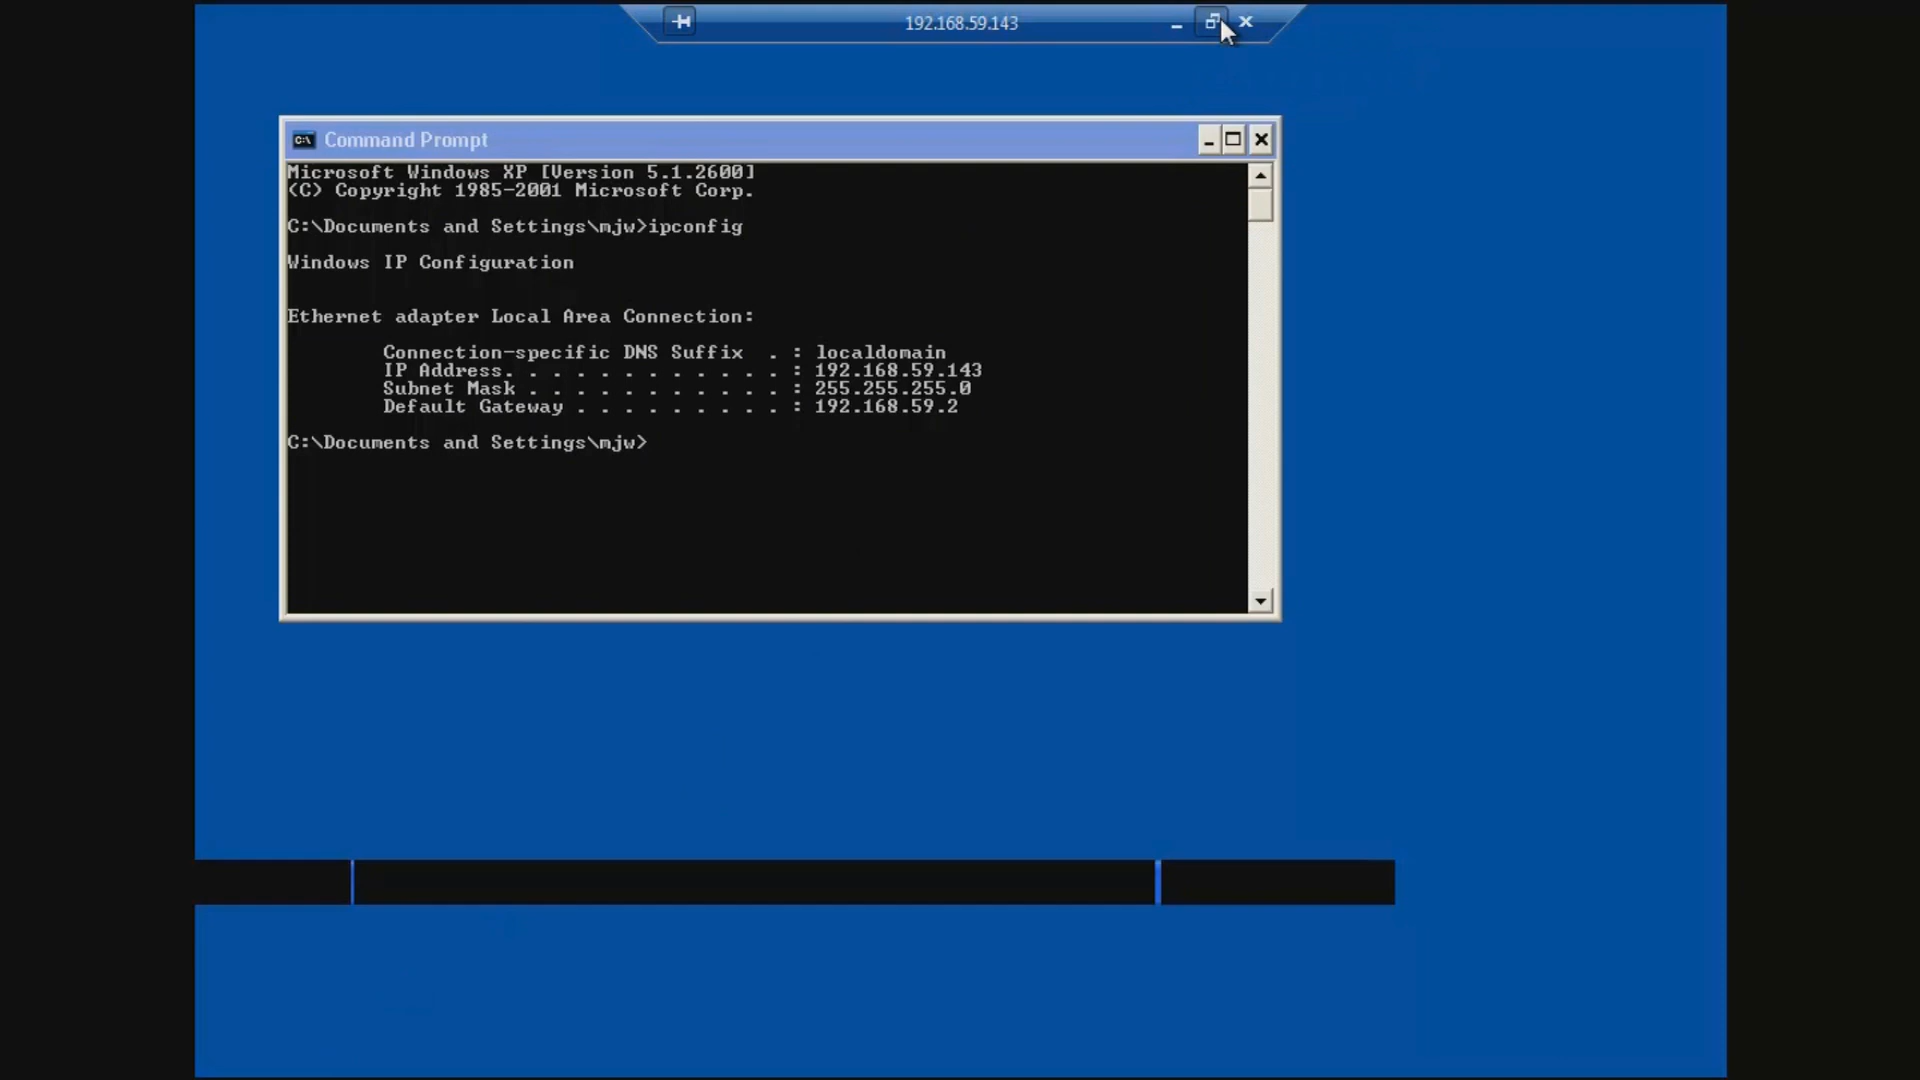 192.168.59.143
Command Prompt
Microsoft Windows XP [Version 5.1.2600]
(C) Copyright 1985-2001 Microsoft Corp.
C:\Documents and Settings\mjw>ipconfig
Windows IP Configuration
Ethernet adapter Local Area Connection:
Connection-specific DNS Suffix . : localdomain
IP Address. . . . . . . . . . . . : 192.168.59.143
Subnet Mask . . . . . . . . . . . : 255.255.255.0
Default Gateway . . . . . . . . . : 192.168.59.2
C:\Documents and Settings\mjw>